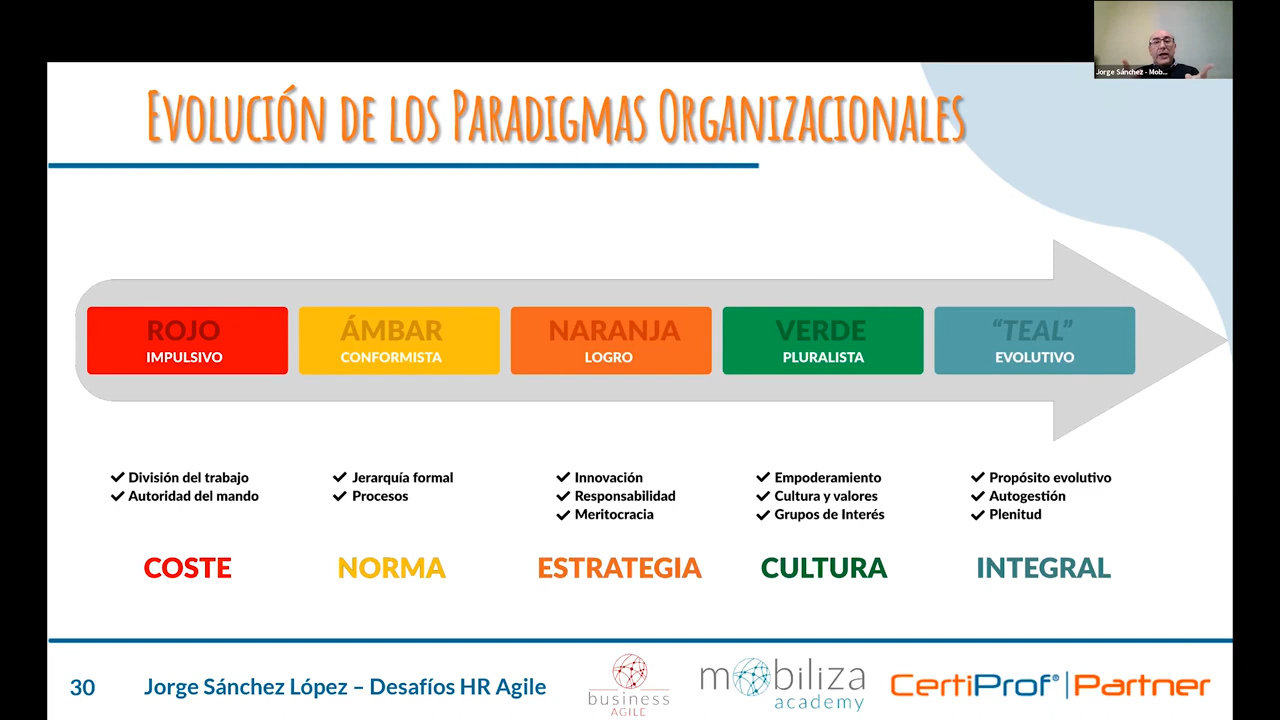 Jorge Sánchez - Mob...
EVOLUCIÓN DE LOS PARADIGMAS ORGANIZACIONALES
ROJO
IMPULSIVO
ÁMBAR
CONFORMISTA
NARANJA
LOGRO
VERDE
PLURALISTA
“TEAL”
EVOLUTIVO
División del trabajo
Autoridad del mando
Jerarquía formal
Procesos
Innovación
Responsabilidad
Meritocracia
Empoderamiento
Cultura y valores
Grupos de Interés
Propósito evolutivo
Autogestión
Plenitud
COSTE
NORMA
ESTRATEGIA
CULTURA
INTEGRAL
30
Jorge Sánchez López – Desafíos HR Agile
business
AGILE
mobiliza
academy
CertiProf® | Partner